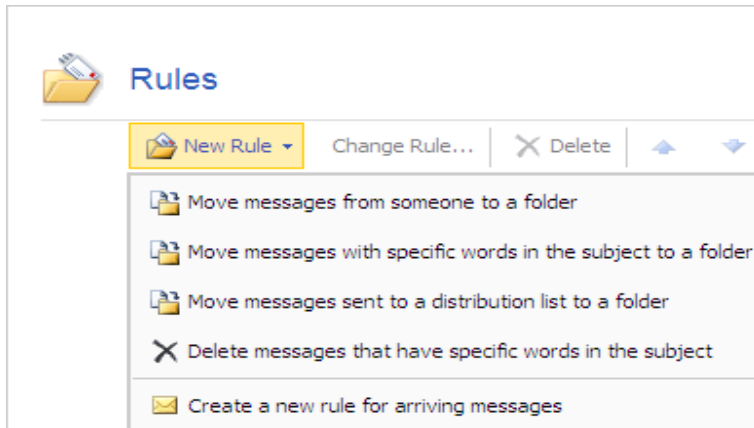 Rules
New Rule Change Rule... Delete
Move messages from someone to a folder
Move messages with specific words in the subject to a folder
Move messages sent to a distribution list to a folder
Delete messages that have specific words in the subject
Create a new rule for arriving messages